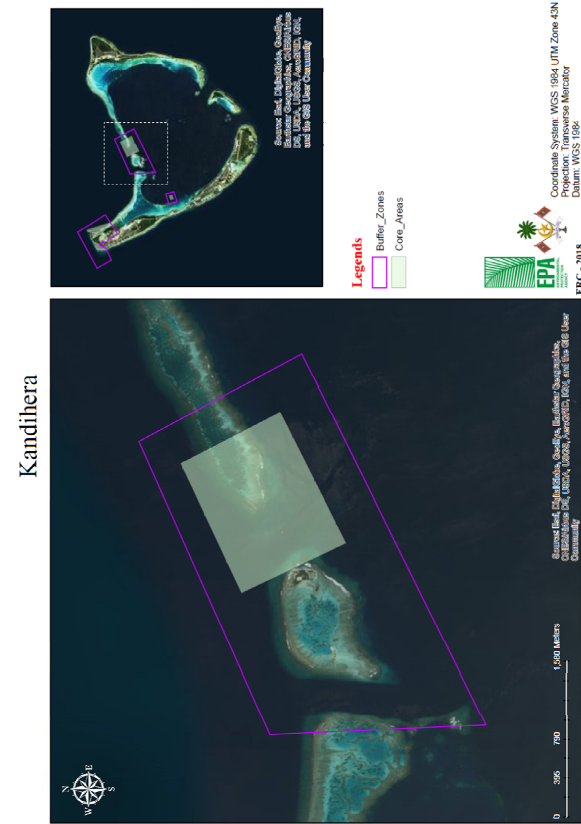 Kandihera
N
W
E
S
0
395
790
1,580 Meters
Source: Esri, DigitalGlobe, GeoEye, Earthstar Geographics,
CNES/Airbus DS, USDA, USGS, AeroGRID, IGN, and the GIS User
Community
Source: Esri, DigitalGlobe, GeoEye,
Earthstar Geographics, CNES/Airbus
DS, USDA, USGS, AeroGRID, IGN,
and the GIS User Community
Legends
Buffer_Zones
Core_Areas
EPA
ERC - 2018
Coordinate System: WGS 1984 UTM Zone 43N
Projection: Transverse Mercator
Datum: WGS 1984